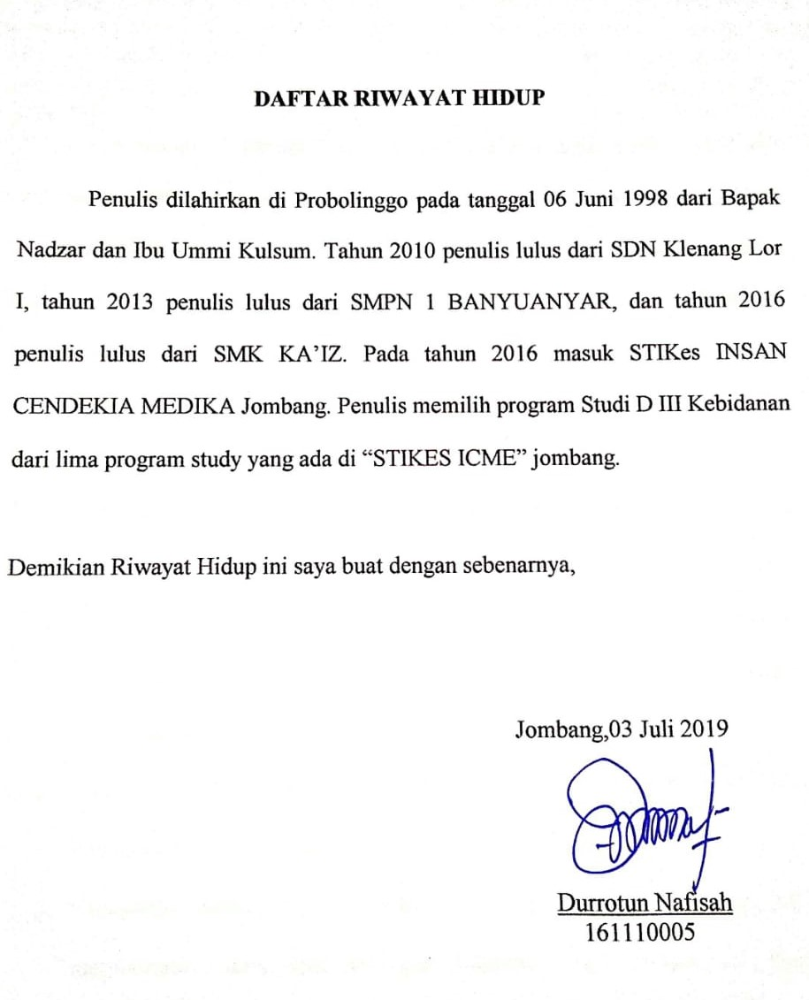 DAFTAR RIWAYAT HIDUP
Penulis dilahirkan di Probolinggo pada tanggal 06 Juni 1998 dari Bapak
Nadzar dan Ibu Ummi Kulsum. Tahun 2010 penulis lulus dari SDN Klenang Lor
I, tahun 2013 penulis lulus dari SMPN 1 BANYUANYAR, dan tahun 2016
penulis lulus dari SMK KA’IZ. Pada tahun 2016 masuk STIKes INSAN
CENDEKIA MEDIKA Jombang. Penulis memilih program Studi D III Kebidanan
dari lima program study yang ada di “STIKES ICME” jombang.
Demikian Riwayat Hidup ini saya buat dengan sebenarnya,
Jombang,03 Juli 2019
Durrotun Nafisah
161110005